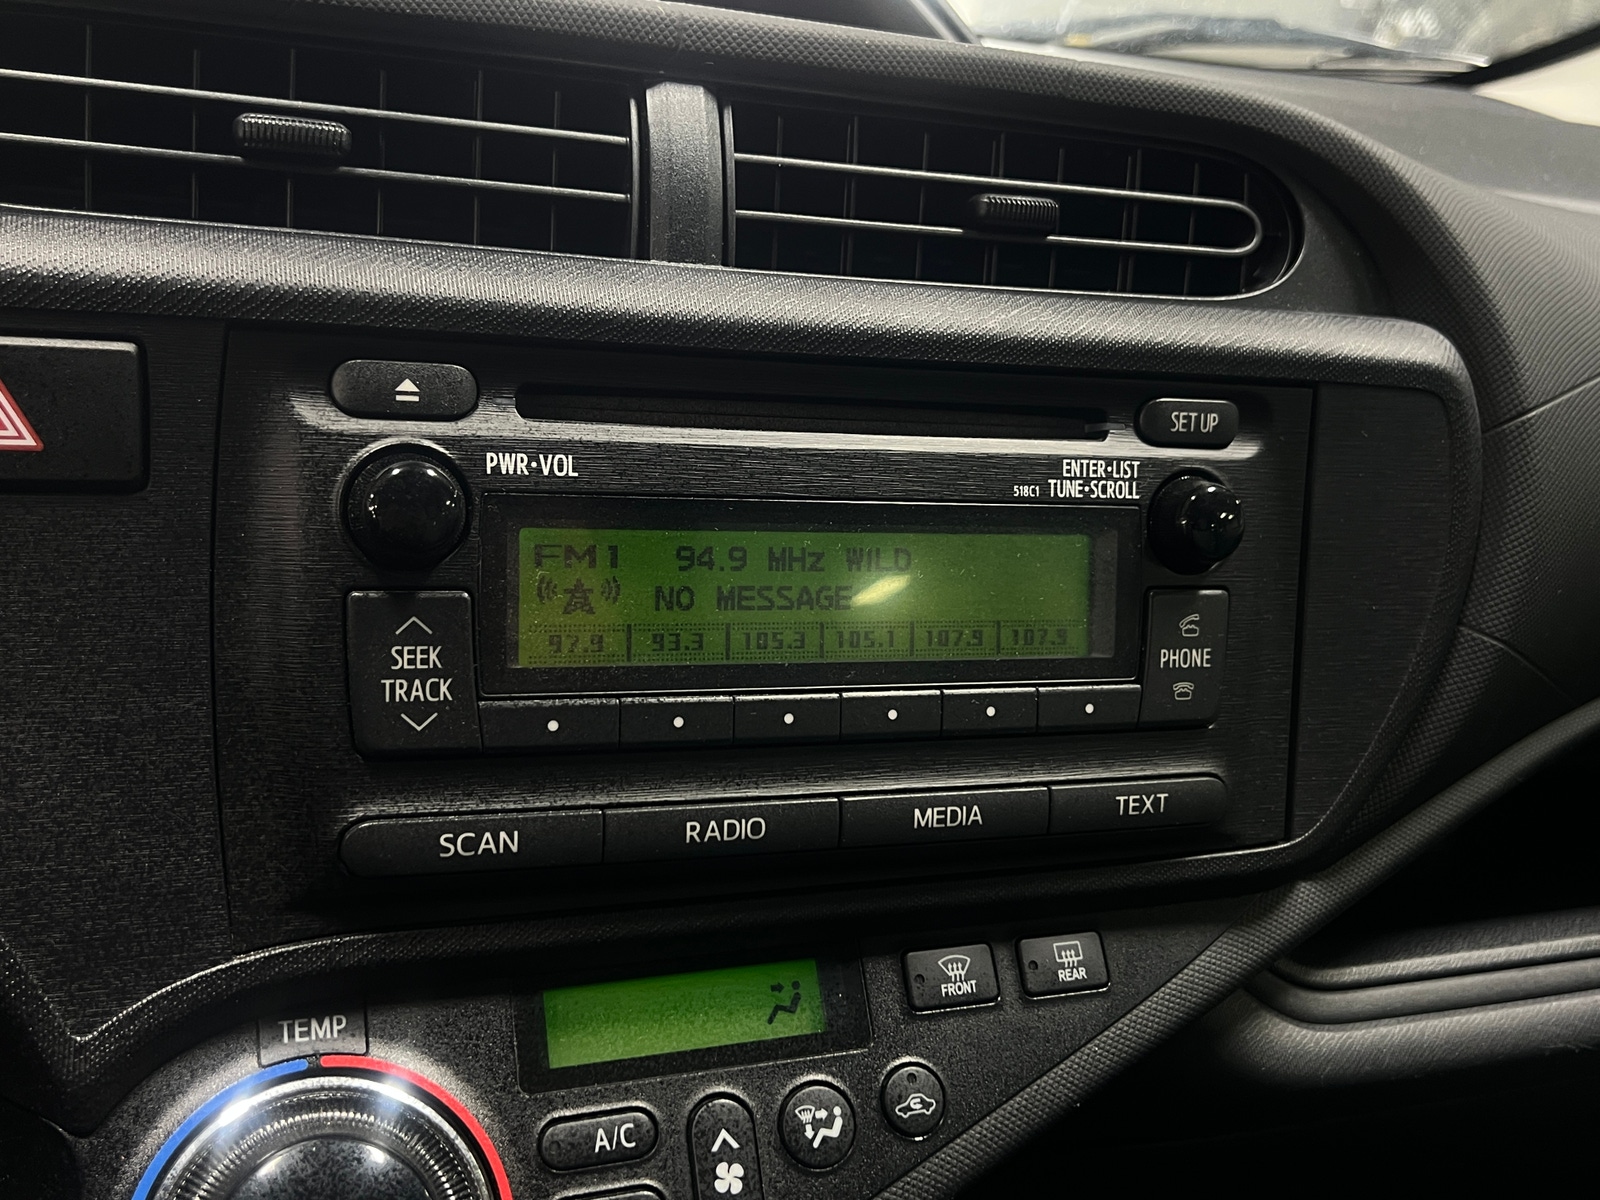 SET UP
PWR•VOL
ENTER•LIST
518C1 TUNE•SCROLL
FM1 94.9 MHz WILD
NO MESSAGE
97.9 93.3 105.3 105.1 107.9 107.9
SEEK
TRACK
PHONE
SCAN RADIO MEDIA TEXT
FRONT
REAR
TEMP
A/C